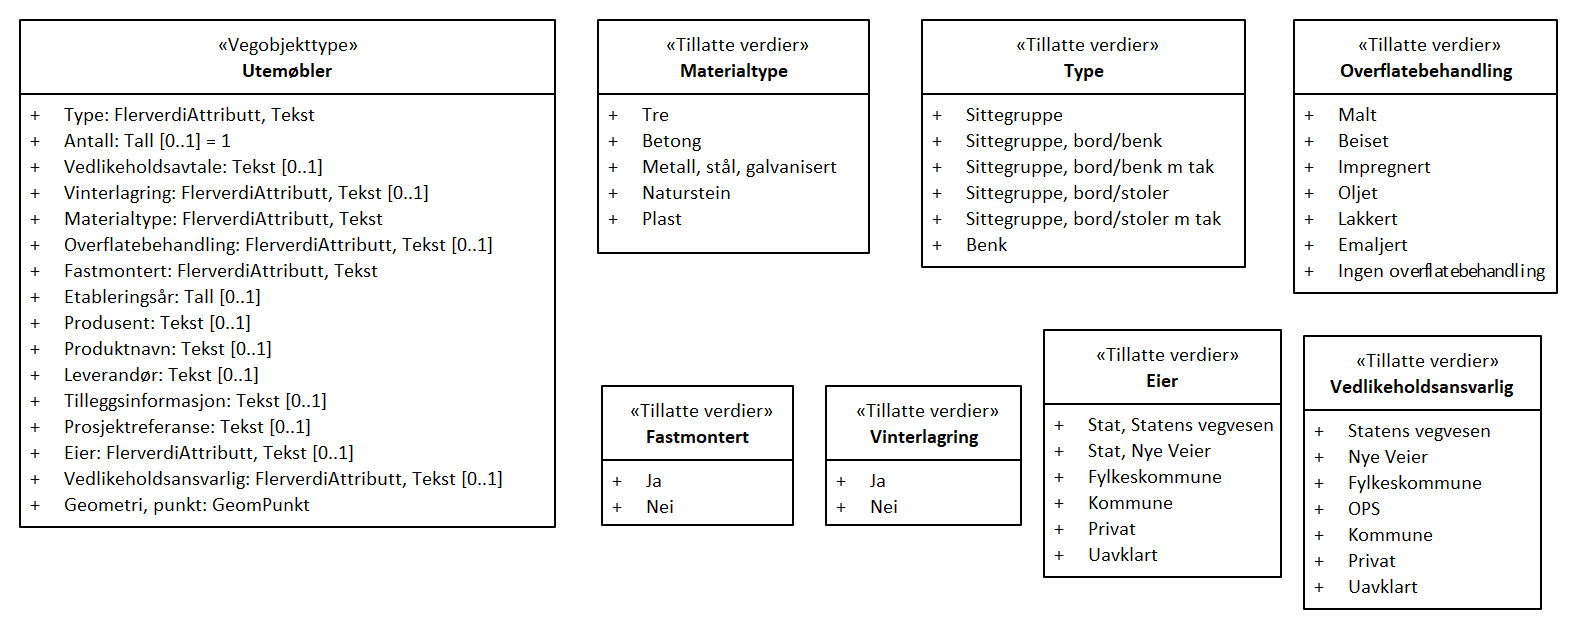 «Vegobjekttype»
Utemøbler
+ Type: FlerverdiAttributt, Tekst
+ Antall: Tall [0..1] = 1
+ Vedlikeholdsavtale: Tekst [0..1]
+ Vinterlagring: FlerverdiAttributt, Tekst [0..1]
+ Materialtype: FlerverdiAttributt, Tekst
+ Overflatebehandling: FlerverdiAttributt, Tekst [0..1]
+ Fastmontert: FlerverdiAttributt, Tekst
+ Etableringsår: Tall [0..1]
+ Produsent: Tekst [0..1]
+ Produktnavn: Tekst [0..1]
+ Leverandør: Tekst [0..1]
+ Tilleggsinformasjon: Tekst [0..1]
+ Prosjektreferanse: Tekst [0..1]
+ Eier: FlerverdiAttributt, Tekst [0..1]
+ Vedlikeholdsansvarlig: FlerverdiAttributt, Tekst [0..1]
+ Geometri, punkt: GeomPunkt
«Tillatte verdier»
Materialtype
+ Tre
+ Betong
+ Metall, stål, galvanisert
+ Naturstein
+ Plast
«Tillatte verdier»
Type
+ Sittegruppe
+ Sittegruppe, bord/benk
+ Sittegruppe, bord/benk m tak
+ Sittegruppe, bord/stoler
+ Sittegruppe, bord/stoler m tak
+ Benk
«Tillatte verdier»
Overflatebehandling
+ Malt
+ Beiset
+ Impregnert
+ Oljet
+ Lakkert
+ Emaljert
+ Ingen overflatebehandling
«Tillatte verdier»
Fastmontert
+ Ja
+ Nei
«Tillatte verdier»
Vinterlagring
+ Ja
+ Nei
«Tillatte verdier»
Eier
+ Stat, Statens vegvesen
+ Stat, Nye Veier
+ Fylkeskommune
+ Kommune
+ Privat
+ Uavklart
«Tillatte verdier»
Vedlikeholdsansvarlig
+ Statens vegvesen
+ Nye Veier
+ Fylkeskommune
+ OPS
+ Kommune
+ Privat
+ Uavklart